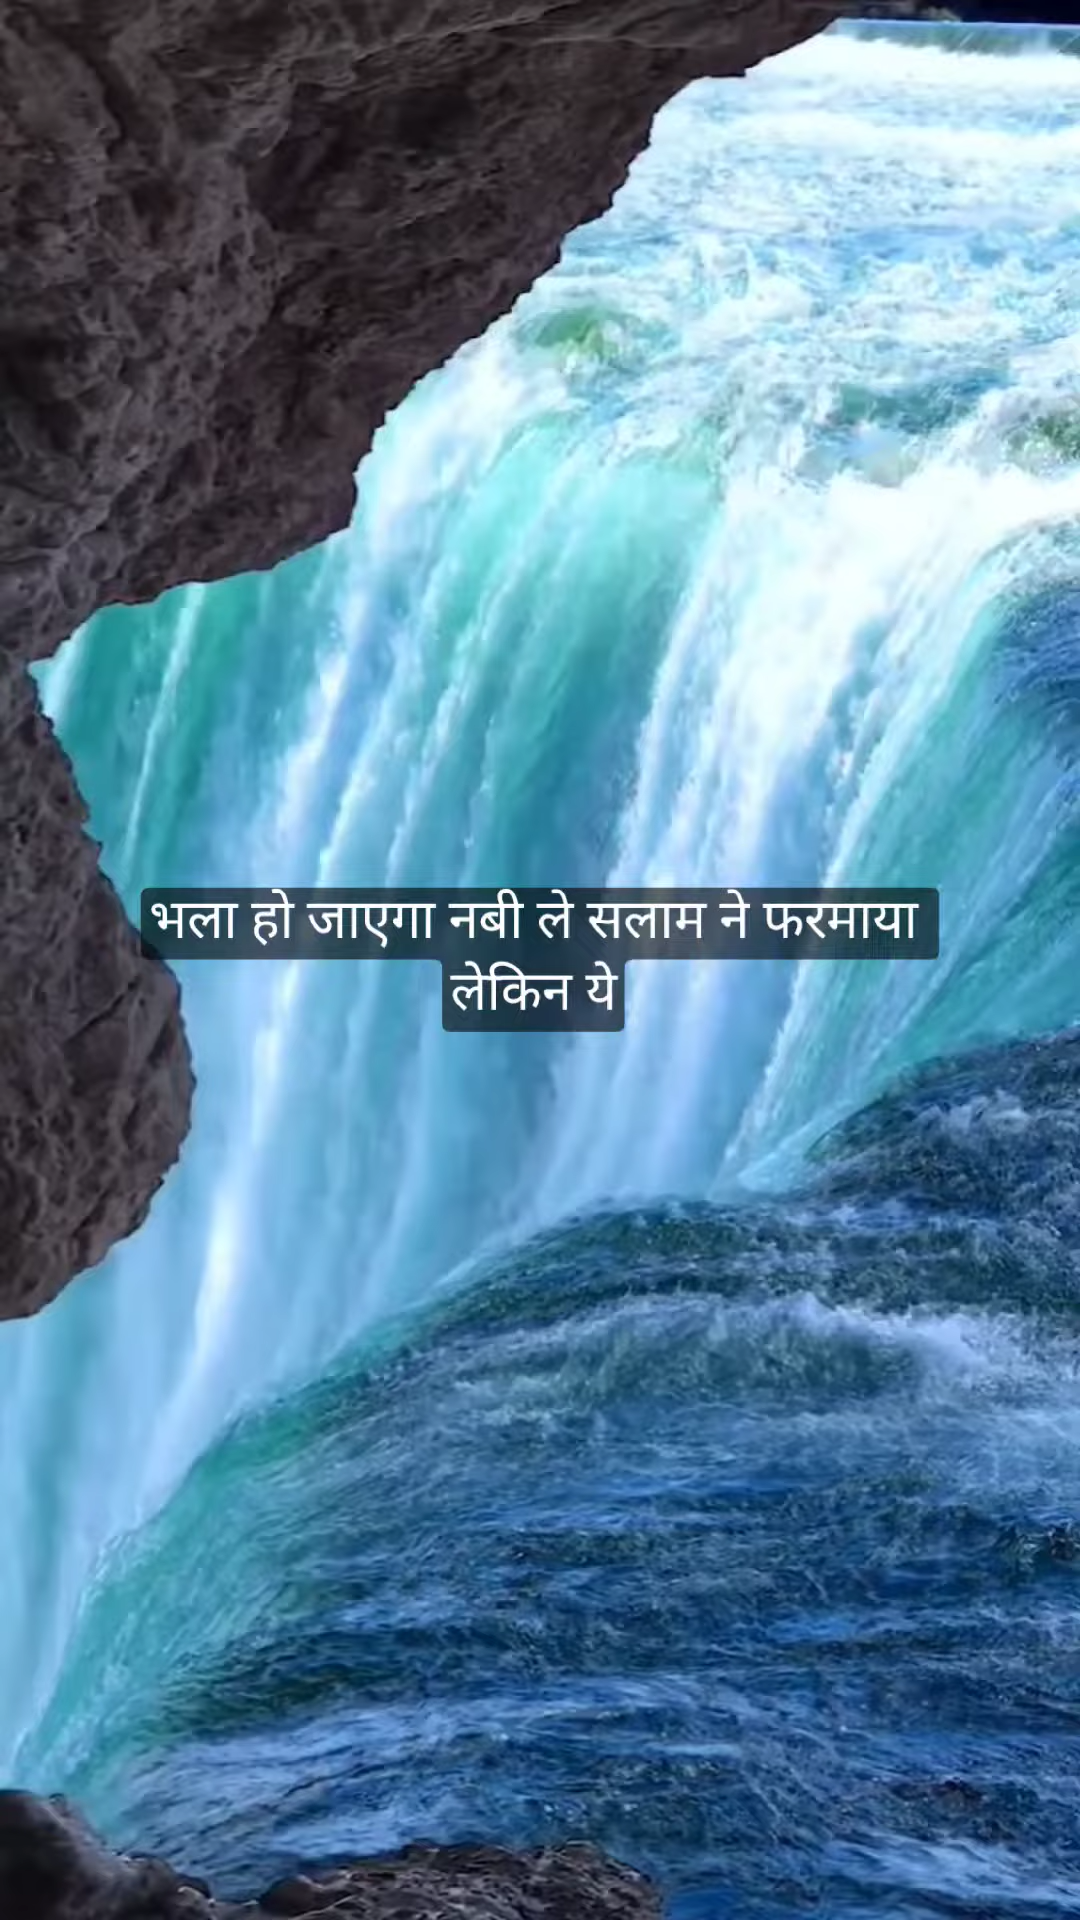 भला हो जाएगा नबी ले सलाम ने फरमाया
लेकिन ये